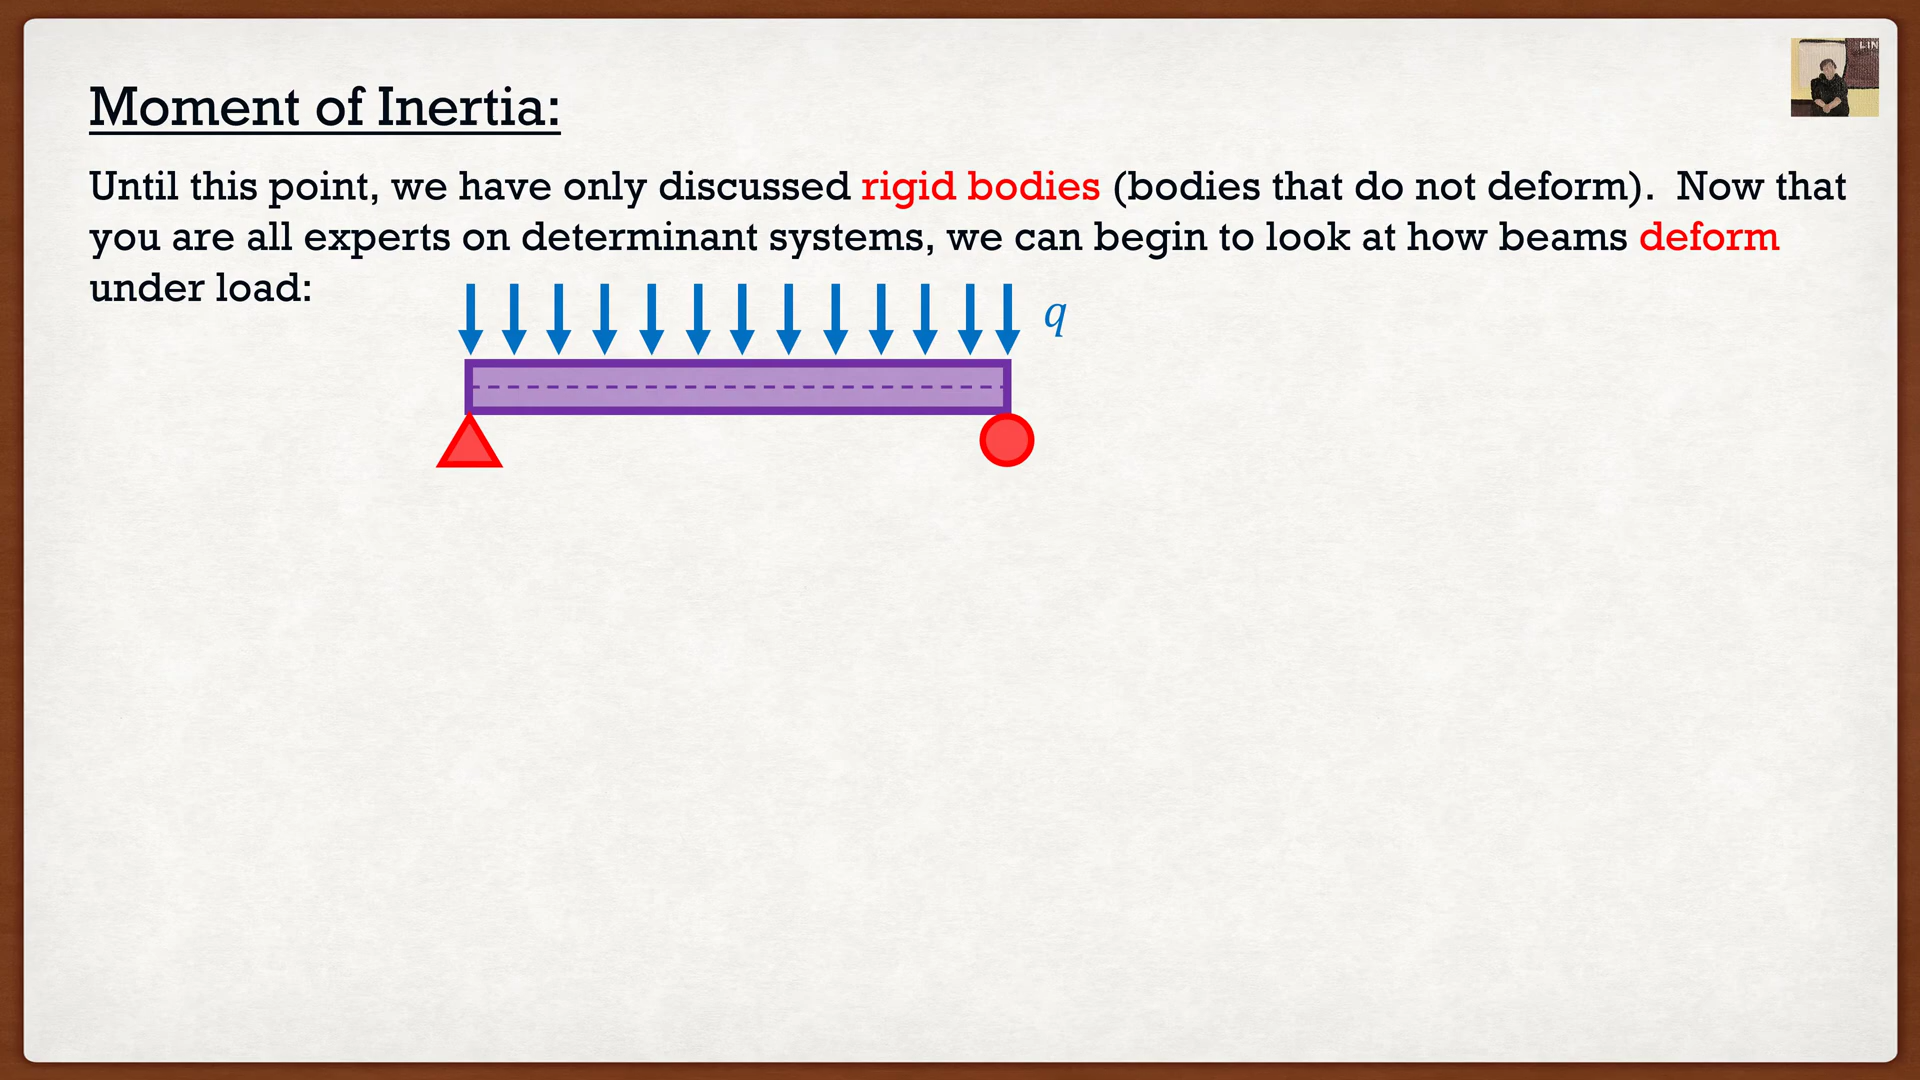 LIN
Moment of Inertia:
Until this point, we have only discussed rigid bodies (bodies that do not deform).  Now that
you are all experts on determinant systems, we can begin to look at how beams deform
under load:
q